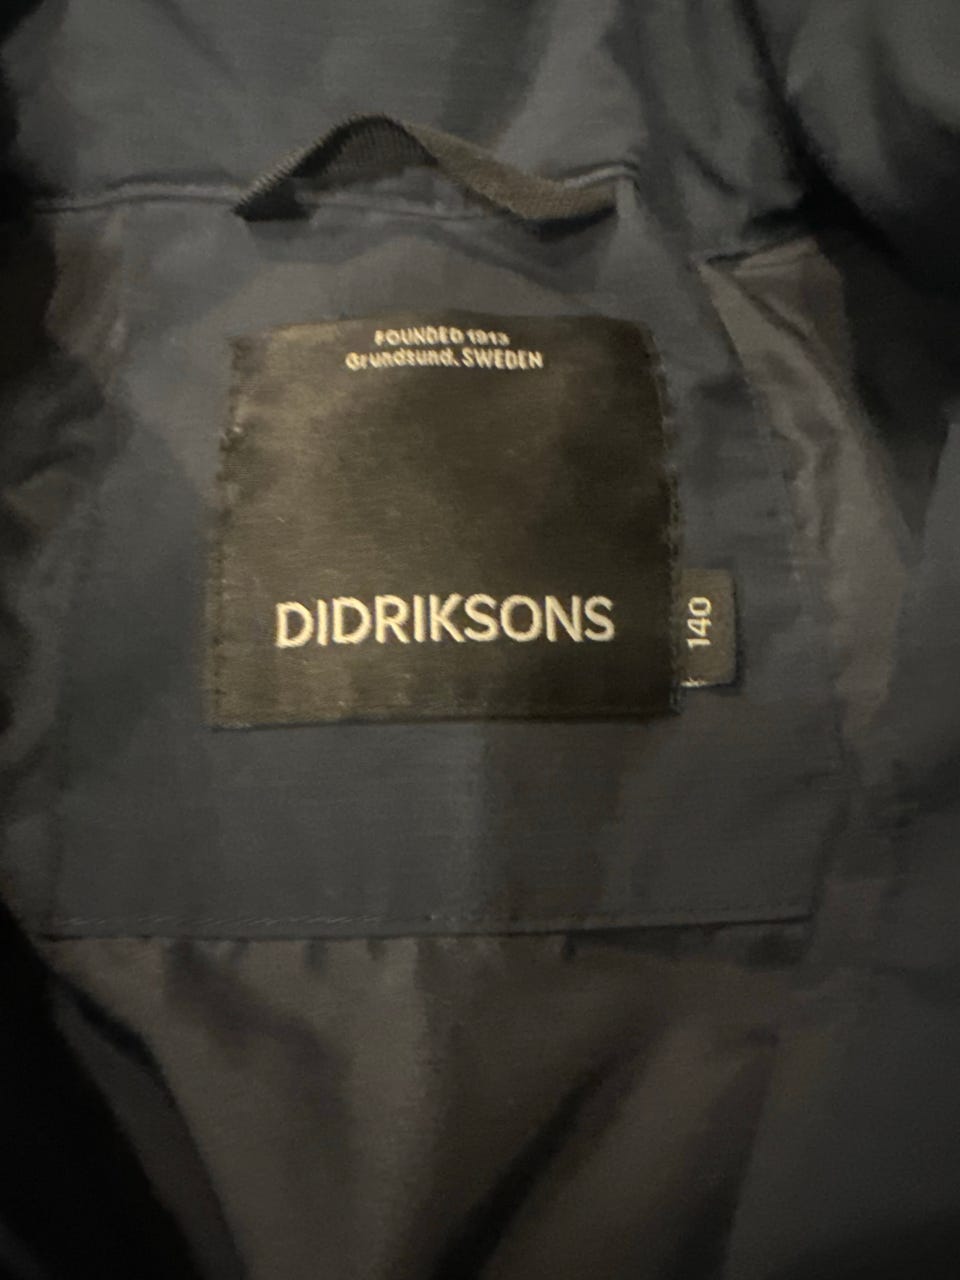 FOUNDED 1913
Grundsund, SWEDEN
DIDRIKSONS
140